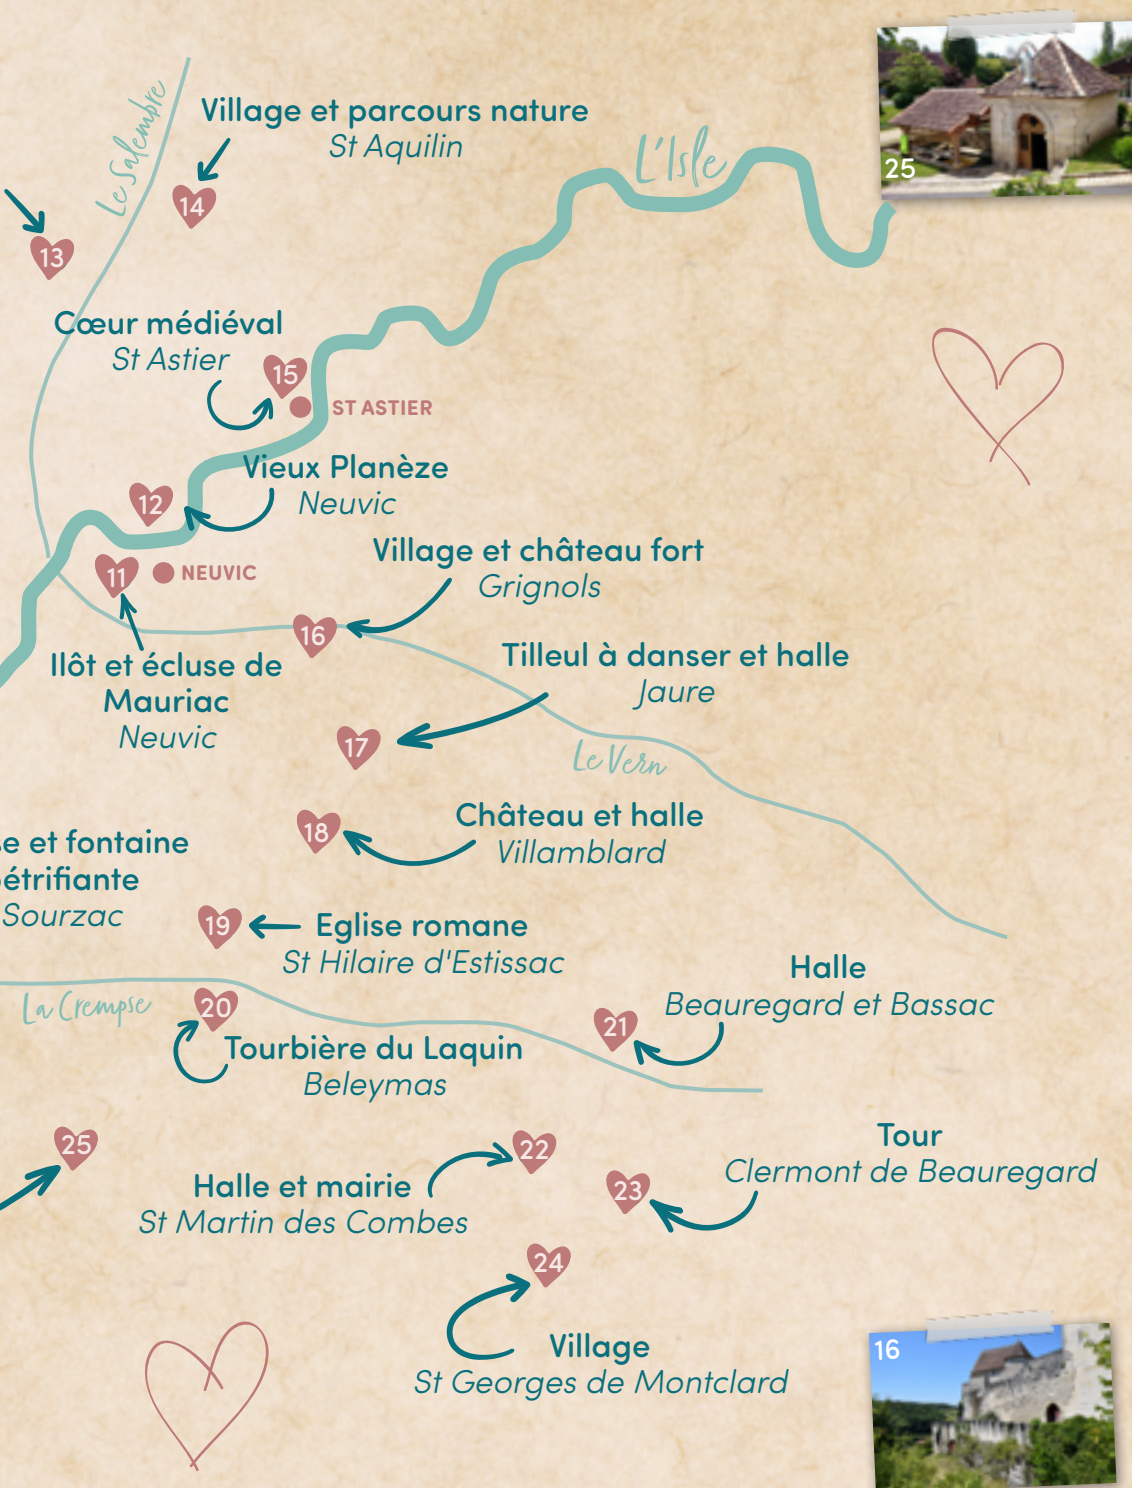 Le Salembre
Village et parcours nature
St Aquilin
L'Isle
25
14
13
Cœur médiéval
St Astier
15
ST ASTIER
Vieux Planèze
Neuvic
12
Village et château fort
Grignols
11
NEUVIC
16
Ilôt et écluse de
Mauriac
Neuvic
Tilleul à danser et halle
Jaure
17
Le Vern
Château et halle
Villamblard
18
se et fontaine
étrifiante
Sourzac
19
Eglise romane
St Hilaire d'Estissac
Halle
Beauregard et Bassac
La Crempse
20
21
Tourbière du Laquin
Beleymas
25
22
Tour
Clermont de Beauregard
Halle et mairie
St Martin des Combes
23
24
Village
St Georges de Montclard
16